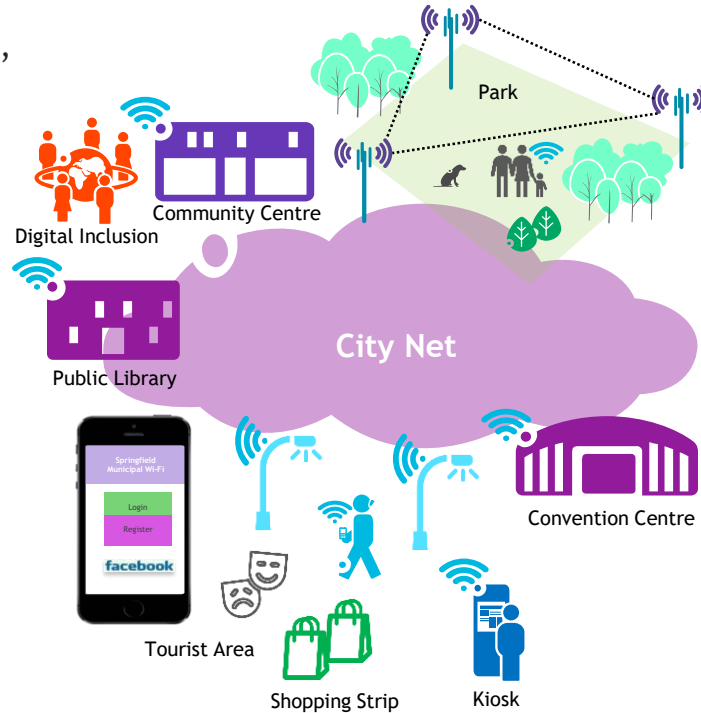 ,
Park
Community Centre
Digital Inclusion
City Net
Public Library
Springfield
Municipal Wi-Fi
Login
Register
facebook
Convention Centre
Tourist Area
Shopping Strip
Kiosk